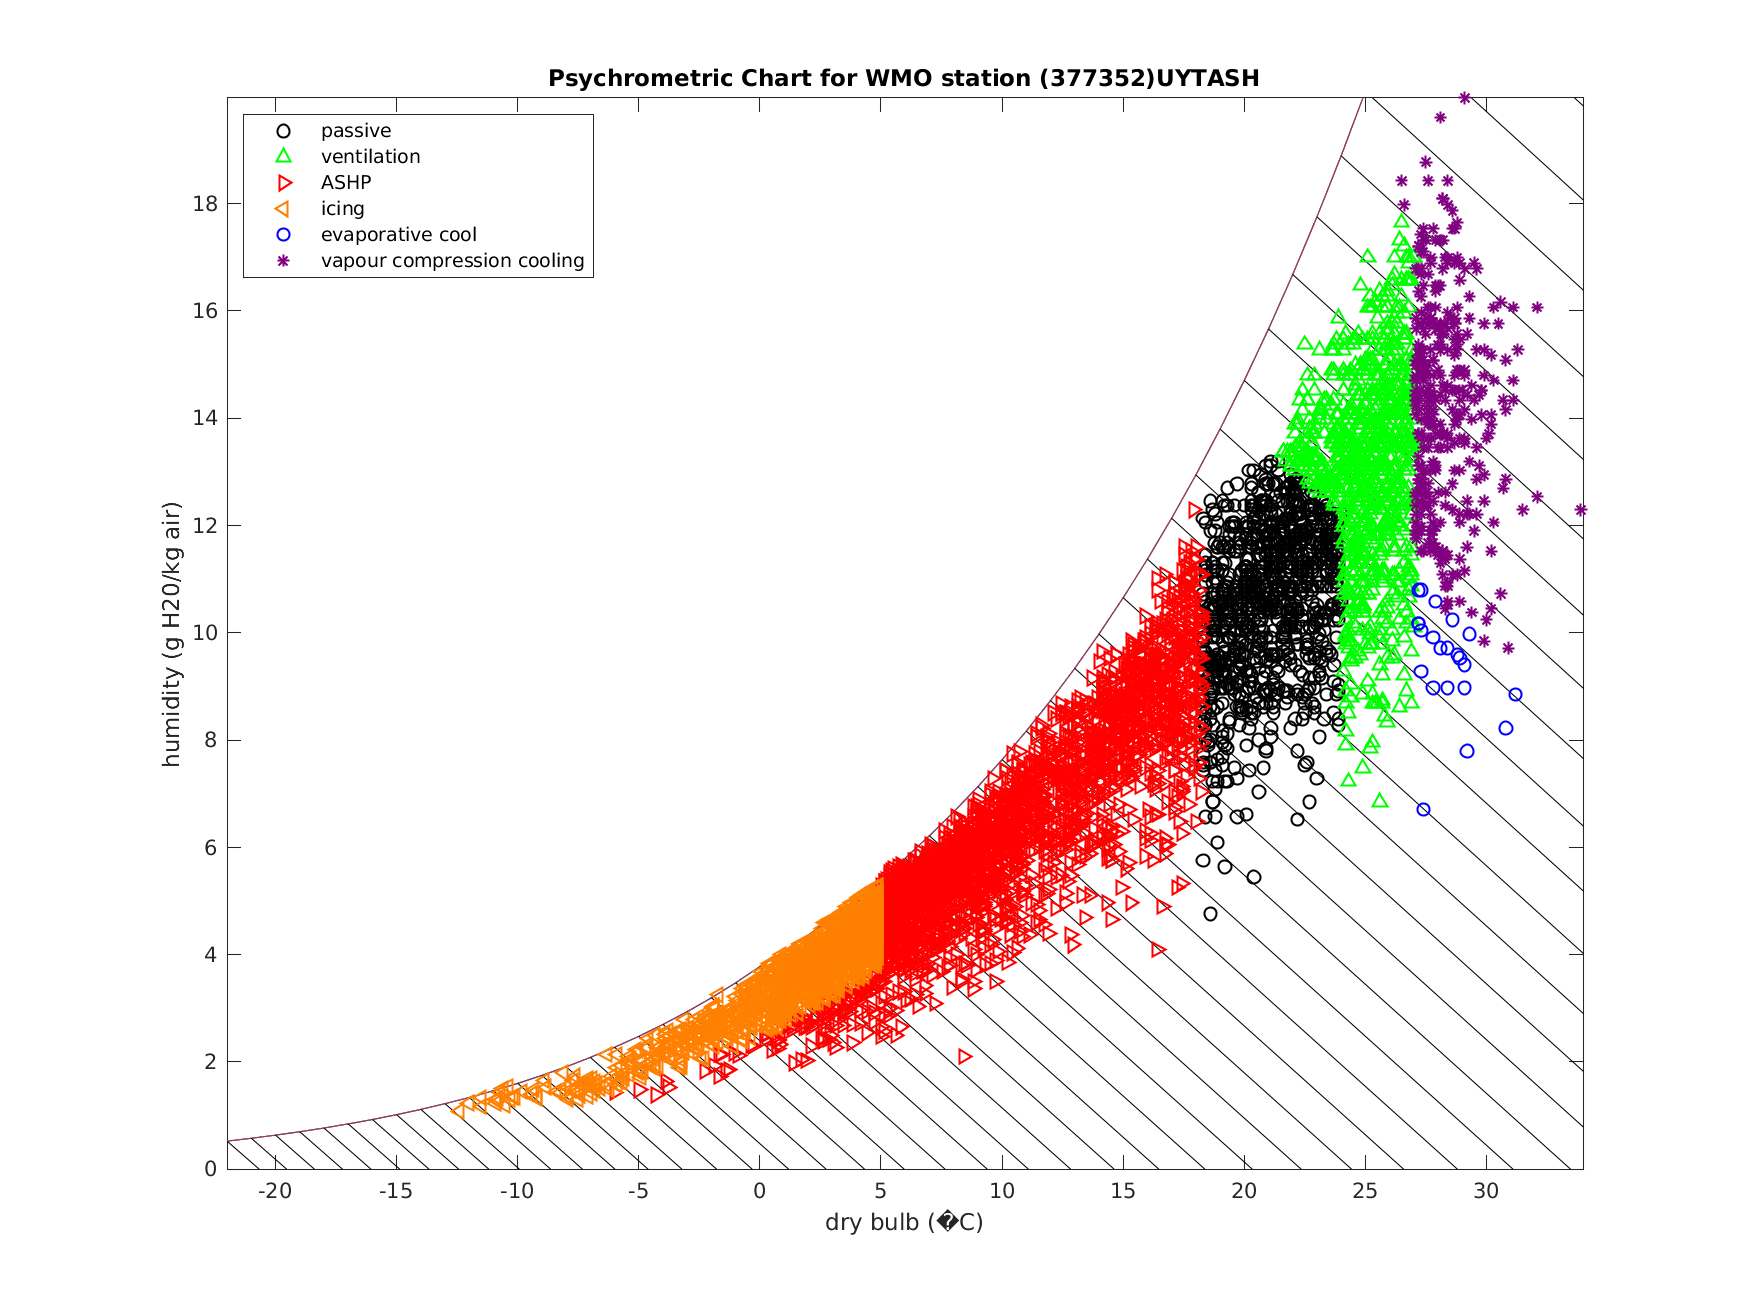 Psychrometric Chart for WMO station (377352)UYTASH
passive
ventilation
ASHP
icing
evaporative cool
vapour compression cooling
humidity (g H20/kg air)
18
16
14
12
10
8
6
4
2
0
-20 -15 -10 -5 0 5 10 15 20 25 30
dry bulb (�C)